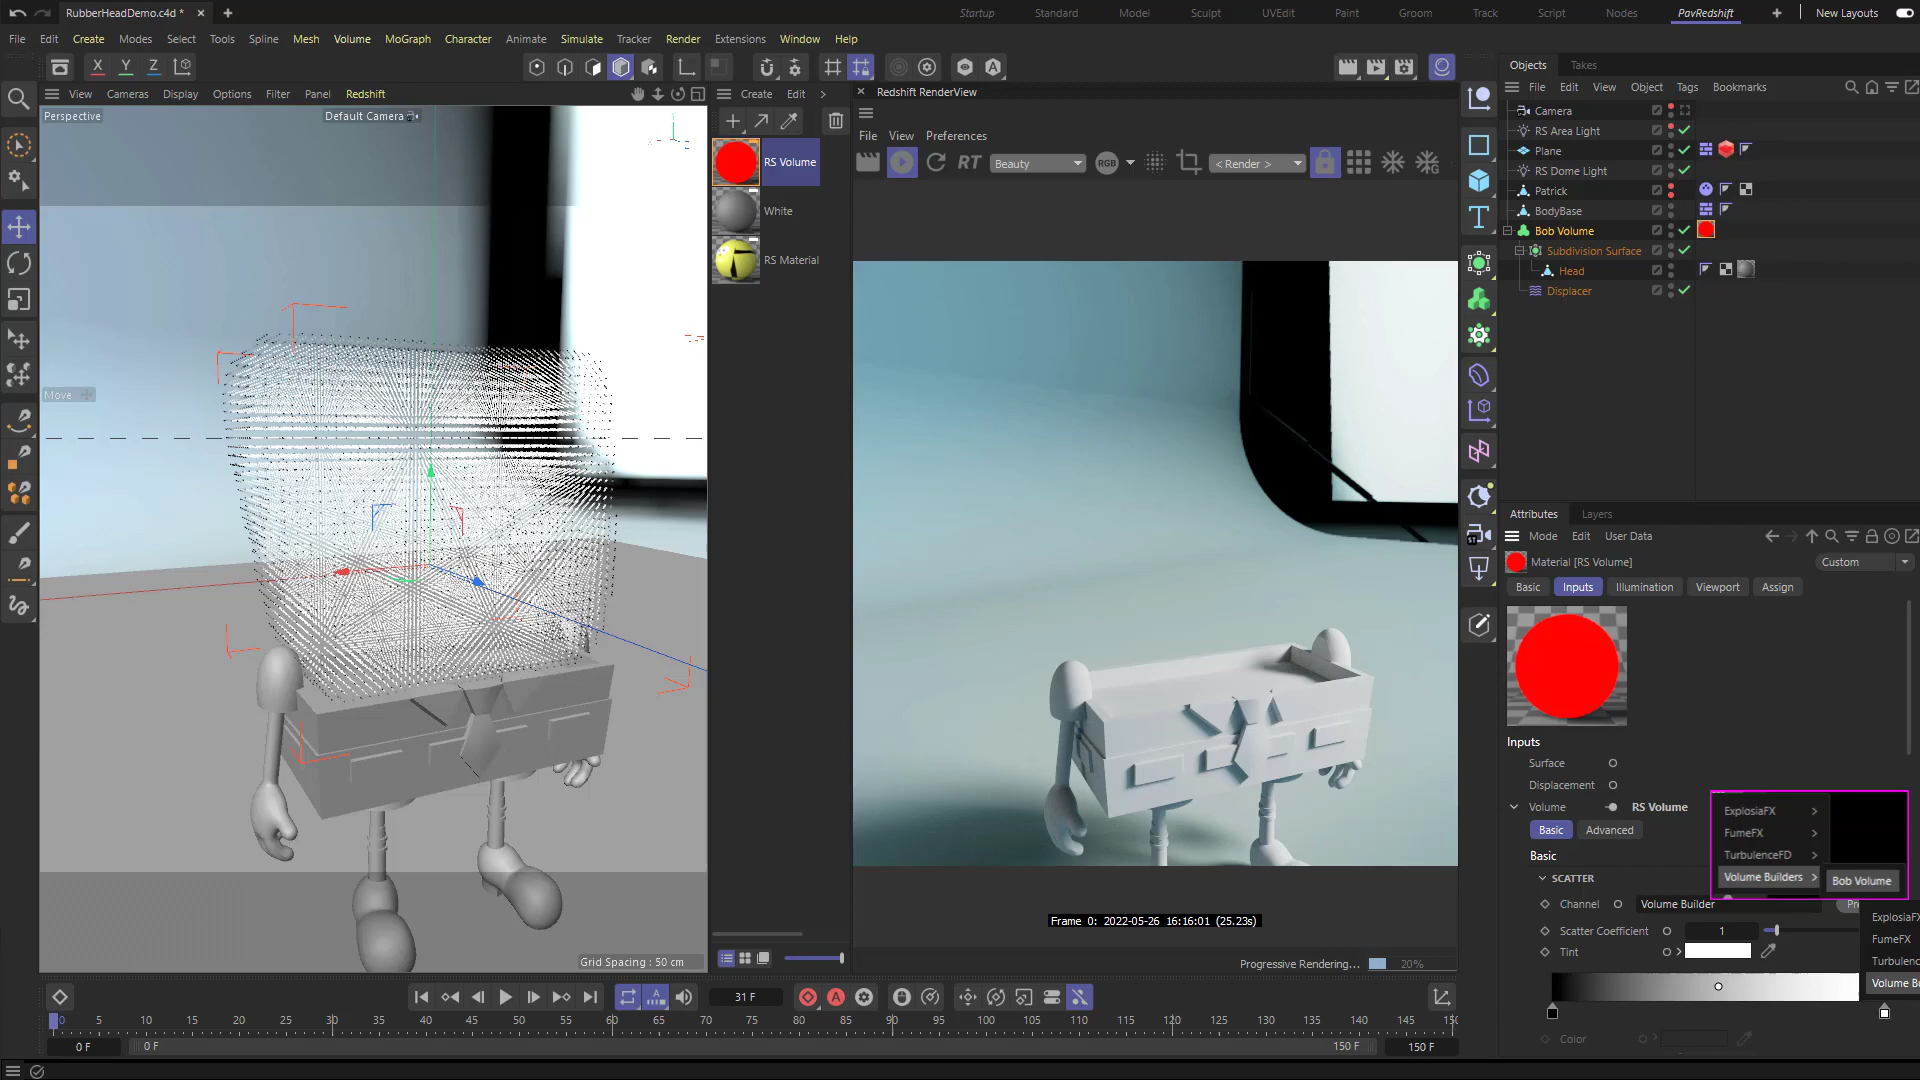 RubberHeadDemo.c4d *
Startup
Standard
Model
Sculpt
UVEdit
Paint
Groom
Track
Script
Nodes
PavRedshift
New Layouts
File Edit Create Modes Select Tools Spline Mesh Volume MoGraph Character Animate Simulate Tracker Render Extensions Window Help
X Y Z
View Cameras Display Options Filter Panel Redshift
Perspective
Default Camera
Move
Grid Spacing : 50 cm
Create Edit
RS Volume
White
RS Material
Redshift RenderView
File View Preferences
RT Beauty RGB < Render >
Frame 0: 2022-05-26 16:16:01 (25.23s)
Progressive Rendering... 20%
Objects Takes
File Edit View Object Tags Bookmarks
Camera
RS Area Light
Plane
RS Dome Light
Patrick
BodyBase
Bob Volume
Subdivision Surface
Head
Displacer
Attributes Layers
Mode Edit User Data
Material [RS Volume]
Custom
Basic Inputs Illumination Viewport Assign
Inputs
Surface
Displacement
Volume RS Volume
Basic Advanced
Basic
SCATTER
Channel Volume Builder Pre
Scatter Coefficient 1
Tint
Color
ExplosiaFX
FumeFX
TurbulenceFD
Volume Builders
Bob Volume
ExplosiaFX
FumeFX
Turbulenc
Volume Bu
31 F
0 5 10 15 20 25 30 35 40 45 50 55 60 65 70 75 80 85 90 95 100 105 110 115 120 125 130 135 140 145 150
0 F
0 F
150 F
150 F